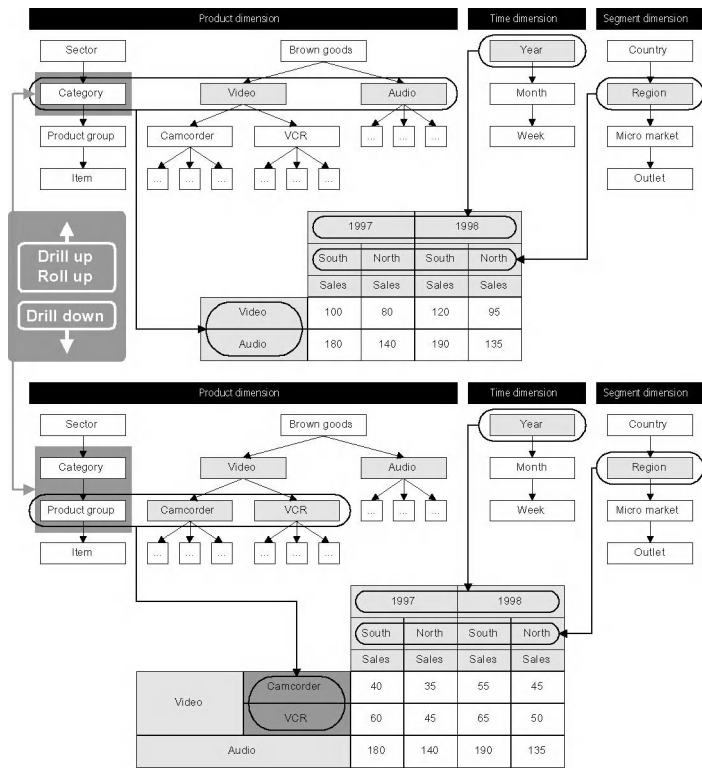 Product dimension Time dimension Segment dimension
Sector Brown goods Year Country
Category Video Audio Month Region
Product group Camcorder VCR ... ... ... Week Micro market
Item ... ... ... ... ... ... Outlet
1997 1998
Drill up
Roll up
South North South North
Sales Sales Sales Sales
Drill down
Video 100 80 120 95
Audio 180 140 190 135
Product dimension Time dimension Segment dimension
Sector Brown goods Year Country
Category Video Audio Month Region
Product group Camcorder VCR ... ... ... Week Micro market
Item ... ... ... ... ... ... Outlet
1997 1998
South North South North
Sales Sales Sales Sales
Video Camcorder 40 35 55 45
VCR 60 45 65 50
Audio 180 140 190 135